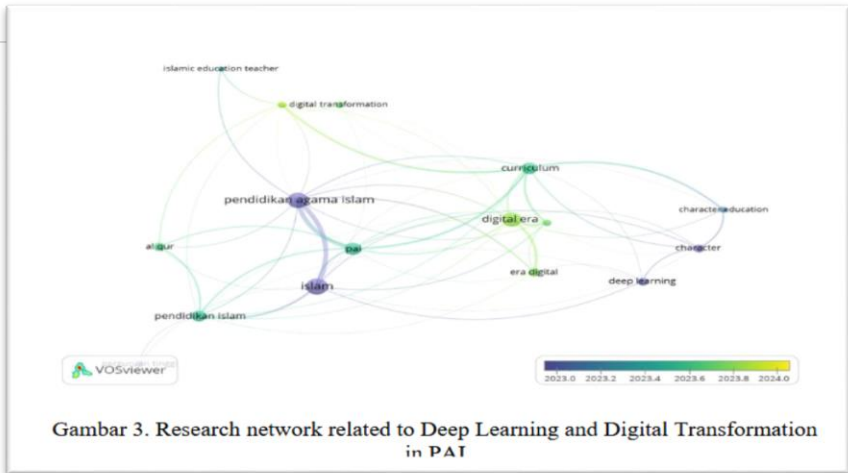 islamic education teacher
digital transformation
curriculum
pendidikan agama islam
character education
digital era
al qur
pai
character
era digital
deep learning
islam
pendidikan islam
VOSviewer
2023.0 2023.2 2023.4 2023.6 2023.8 2024.0
Gambar 3. Research network related to Deep Learning and Digital Transformation
in PAI